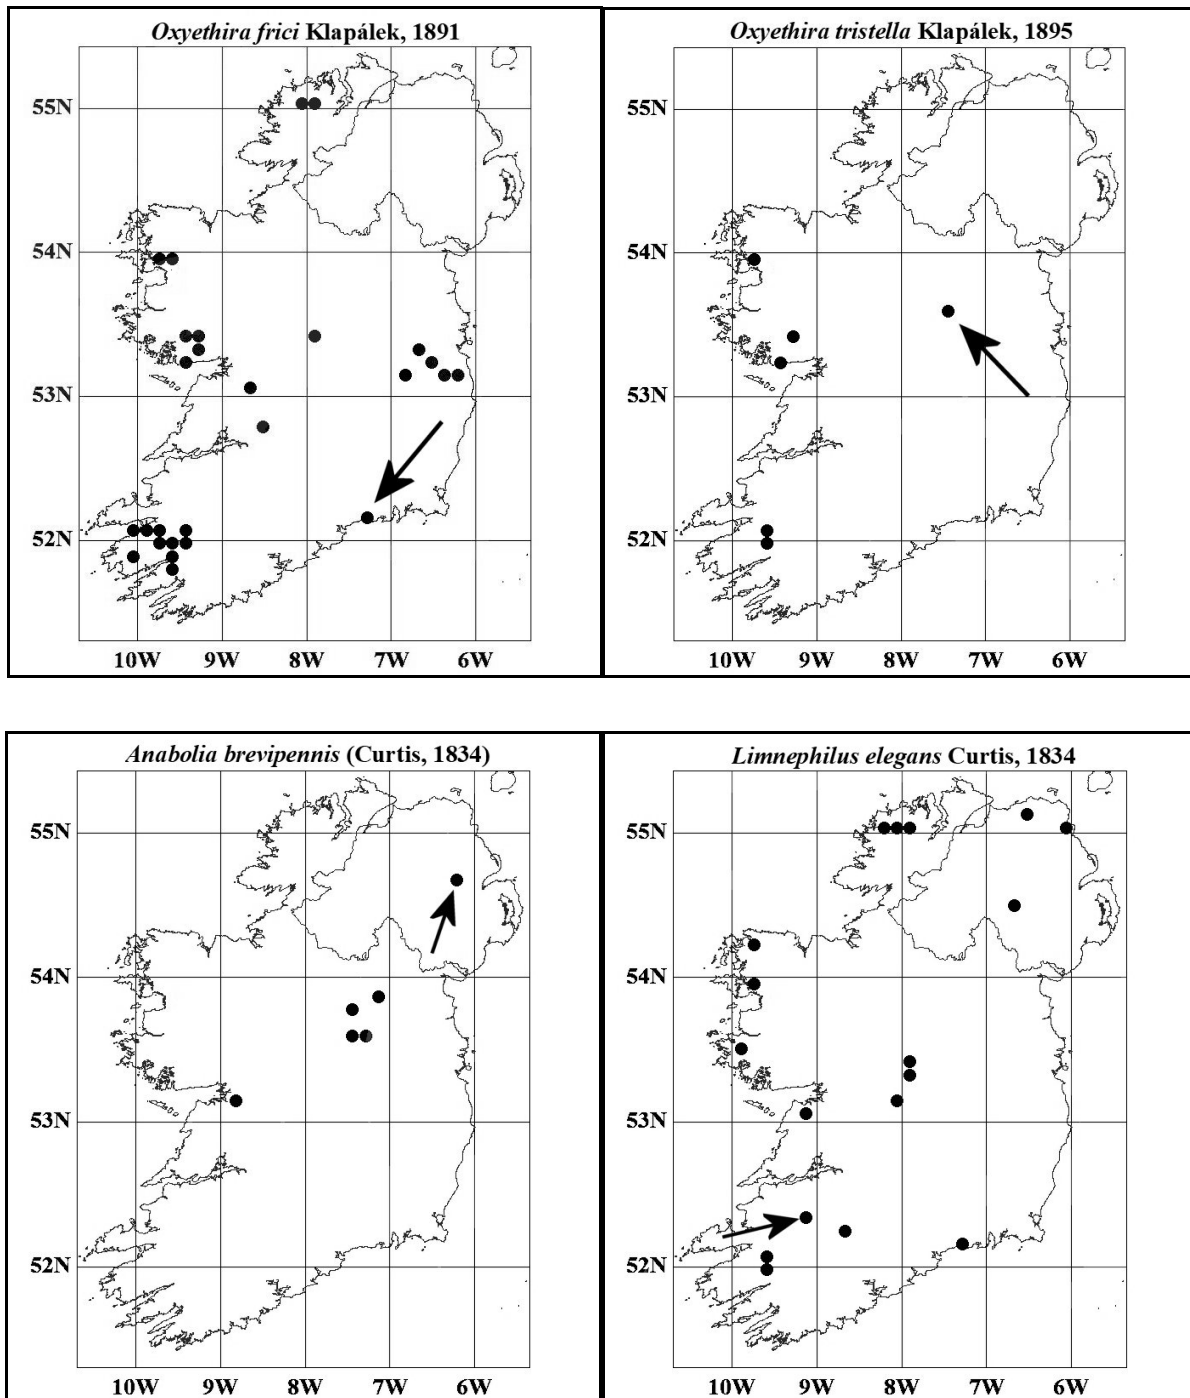 Oxyethira frici Klapálek, 1891
55N
54N
53N
52N
10W 9W 8W 7W 6W
Oxyethira tristella Klapálek, 1895
55N
54N
53N
52N
10W 9W 8W 7W 6W
Anabolia brevipennis (Curtis, 1834)
55N
54N
53N
52N
10W 9W 8W 7W 6W
Limnephilus elegans Curtis, 1834
55N
54N
53N
52N
10W 9W 8W 7W 6W